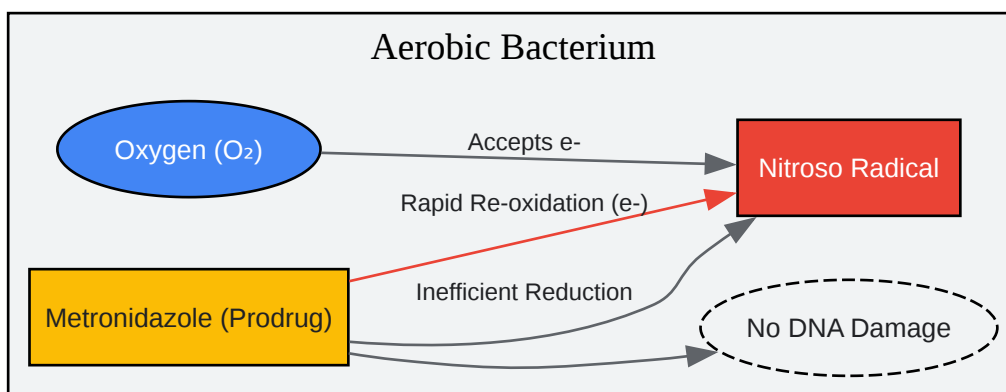 Aerobic Bacterium
Oxygen (O₂)
Accepts e-
Nitroso Radical
Rapid Re-oxidation (e-)
Inefficient Reduction
Metronidazole (Prodrug)
No DNA Damage